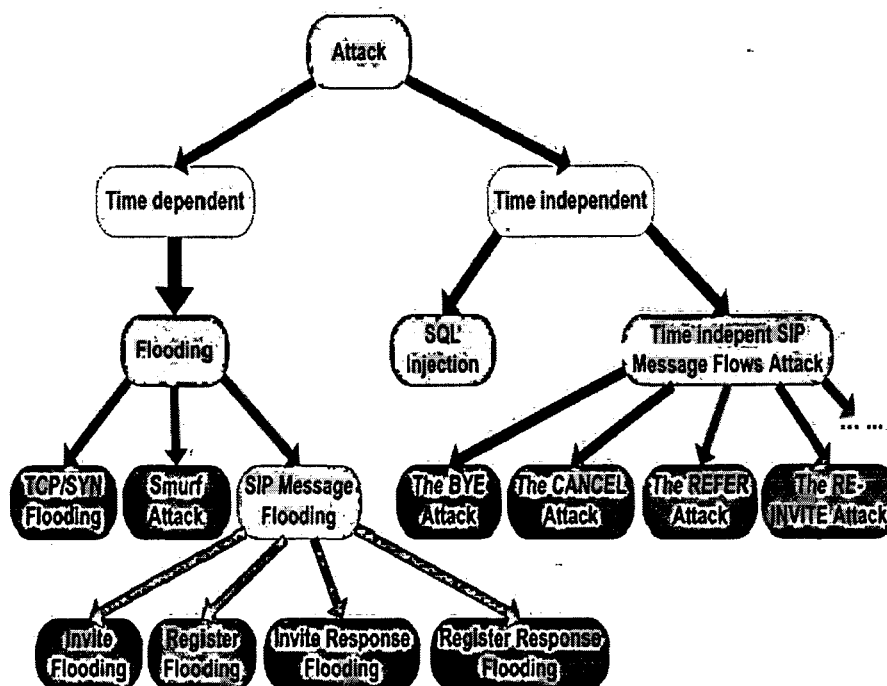 Attack
Time dependent
Time independent
Flooding
SQL'
Injection
Time Indepent SIP
Message Flows Attack
... ...
TCP/SYN
Flooding
Smurf
Attack
SIP Message
Flooding
The BYE
Attack
The CANCEL
Attack
The REFER
Attack
The RE-
INVITE Attack
Invite
Flooding
Register
Flooding
Invite Response
Flooding
Register Response
Flooding